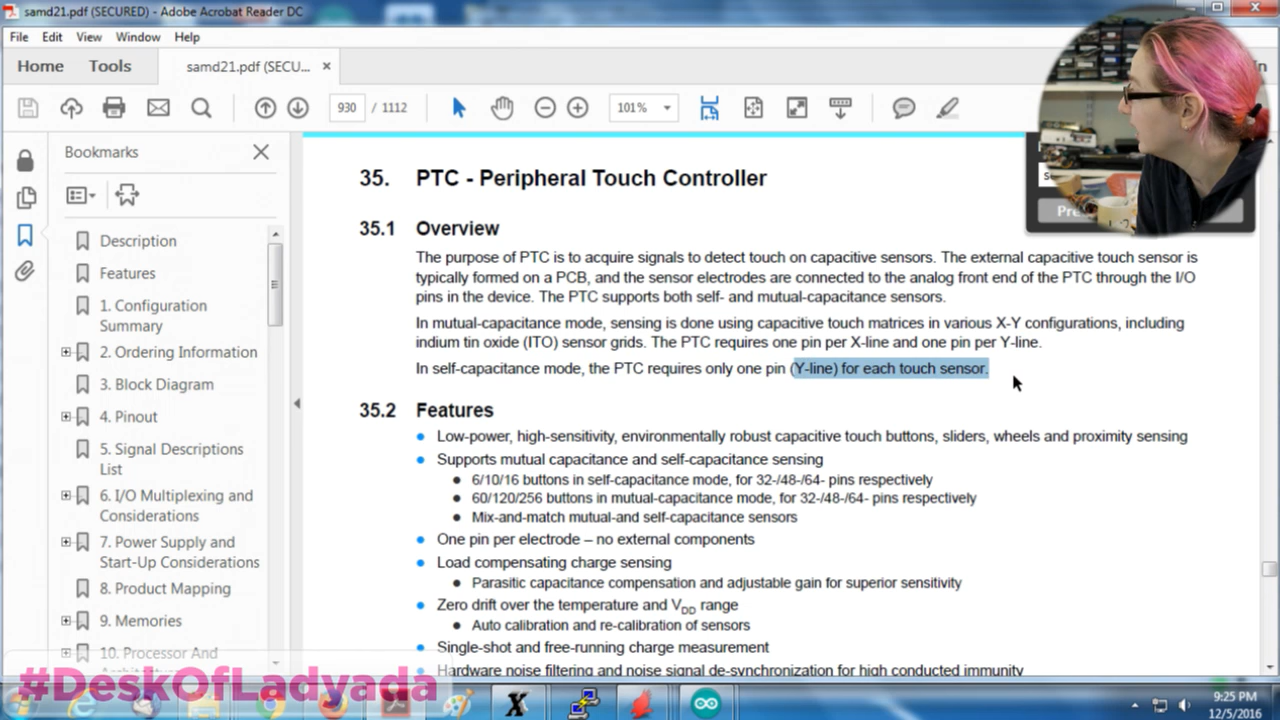 samd21.pdf (SECURED) - Adobe Acrobat Reader DC
File Edit View Window Help
Home Tools samd21.pdf (SECU... ×
930 / 1112 101%
Bookmarks
Description
Features
1. Configuration
Summary
2. Ordering Information
3. Block Diagram
4. Pinout
5. Signal Descriptions
List
6. I/O Multiplexing and
Considerations
7. Power Supply and
Start-Up Considerations
8. Product Mapping
9. Memories
10. Processor And
35. PTC - Peripheral Touch Controller
35.1 Overview
The purpose of PTC is to acquire signals to detect touch on capacitive sensors. The external capacitive touch sensor is
typically formed on a PCB, and the sensor electrodes are connected to the analog front end of the PTC through the I/O
pins in the device. The PTC supports both self- and mutual-capacitance sensors.
In mutual-capacitance mode, sensing is done using capacitive touch matrices in various X-Y configurations, including
indium tin oxide (ITO) sensor grids. The PTC requires one pin per X-line and one pin per Y-line.
In self-capacitance mode, the PTC requires only one pin (Y-line) for each touch sensor.
35.2 Features
● Low-power, high-sensitivity, environmentally robust capacitive touch buttons, sliders, wheels and proximity sensing
● Supports mutual capacitance and self-capacitance sensing
● 6/10/16 buttons in self-capacitance mode, for 32-/48-/64- pins respectively
● 60/120/256 buttons in mutual-capacitance mode, for 32-/48-/64- pins respectively
● Mix-and-match mutual-and self-capacitance sensors
● One pin per electrode – no external components
● Load compensating charge sensing
● Parasitic capacitance compensation and adjustable gain for superior sensitivity
● Zero drift over the temperature and VDD range
● Auto calibration and re-calibration of sensors
● Single-shot and free-running charge measurement
● Hardware noise filtering and noise signal de-synchronization for high conducted immunity
#DeskOfLadyada
9:25 PM
12/5/2016